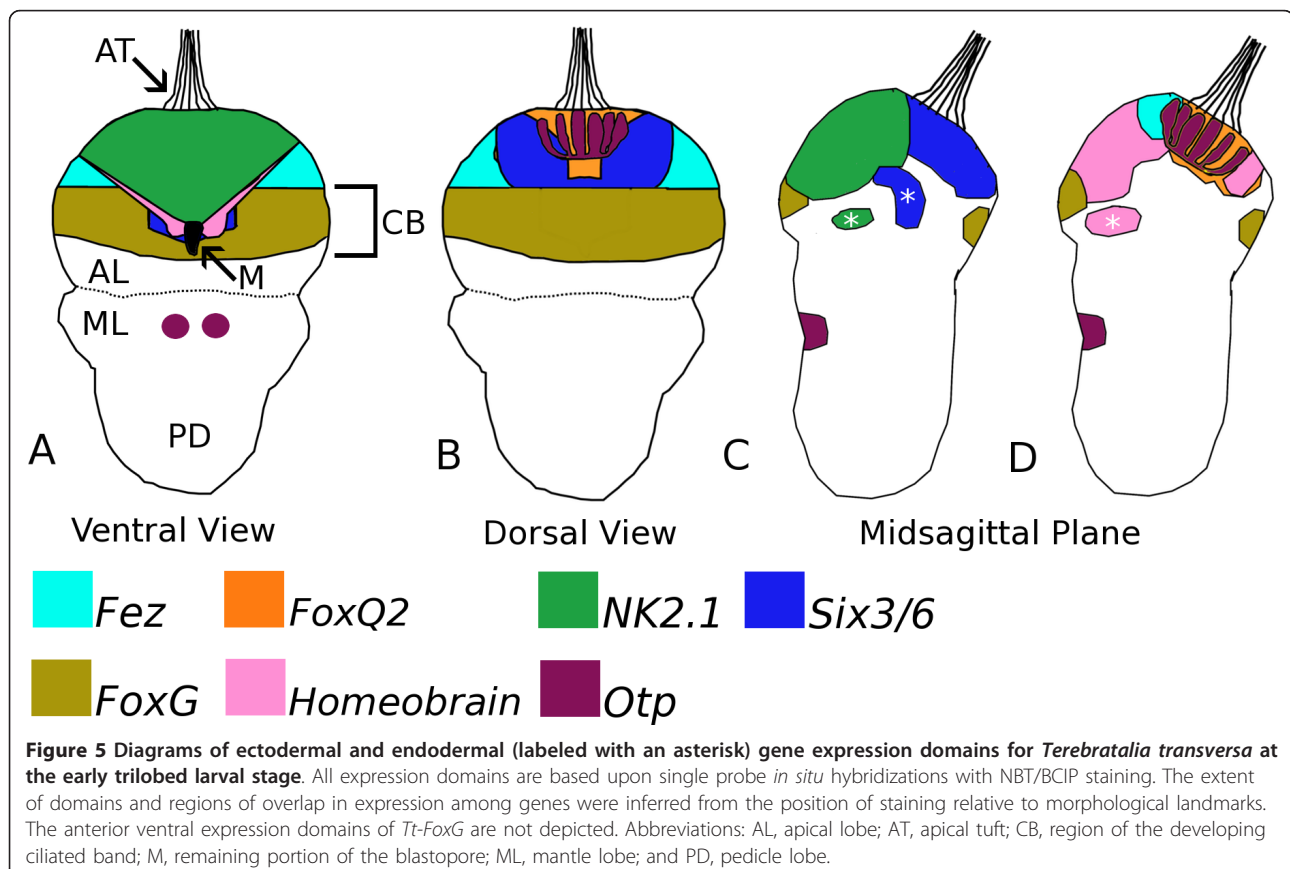 AT
CB
AL
M
ML
PD
A
B
C
D
*
*
*
Ventral View
Dorsal View
Midsagittal Plane
Fez
FoxQ2
NK2.1
Six3/6
FoxG
Homeobrain
Otp
Figure 5 Diagrams of ectodermal and endodermal (labeled with an asterisk) gene expression domains for Terebratalia transversa at
the early trilobed larval stage. All expression domains are based upon single probe in situ hybridizations with NBT/BCIP staining. The extent
of domains and regions of overlap in expression among genes were inferred from the position of staining relative to morphological landmarks.
The anterior ventral expression domains of Tt-FoxG are not depicted. Abbreviations: AL, apical lobe; AT, apical tuft; CB, region of the developing
ciliated band; M, remaining portion of the blastopore; ML, mantle lobe; and PD, pedicle lobe.